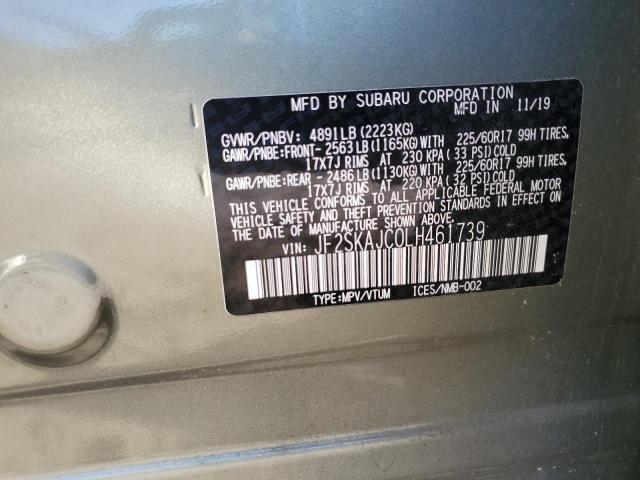 MFD. BY SUBARU CORPORATION
MFD IN 11/19
GVWR/PNBV: 4891LB(2223KG)
GAWR/PNBE:FRONT-2563LB(1165KG)WITH 225/60R17 99H TIRES,
17X7J RIMS AT 230 KPA(33 PSI)COLD
GAWR/PNBE:REAR -2486LB(1130KG)WITH 225/60R17 99H TIRES,
17X7J RIMS AT 220 KPA(32 PSI)COLD
THIS VEHICLE CONFORMS TO ALL APPLICABLE FEDERAL MOTOR
VEHICLE SAFETY AND THEFT PREVENTION STANDARDS IN EFFECT ON
THE DATE OF MANUFACTURE SHOWN ABOVE.
VIN: JF2SKAJC0LH461739
TYPE:MPV/VTUM ICES/NMB-002